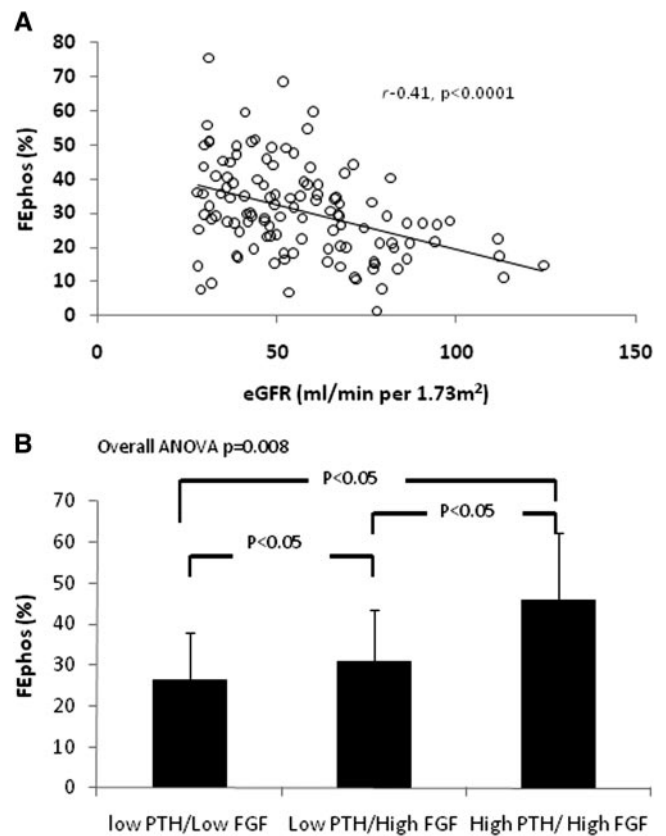 A
80
70
60
50
40
30
20
10
0
FEphos (%)
r-0.41, p<0.0001
0 50 100 150
eGFR (ml/min per 1.73m²)
B
Overall ANOVA p=0.008
P<0.05
P<0.05
P<0.05
70
60
50
40
30
20
10
0
FEphos (%)
low PTH/Low FGF Low PTH/High FGF High PTH/ High FGF